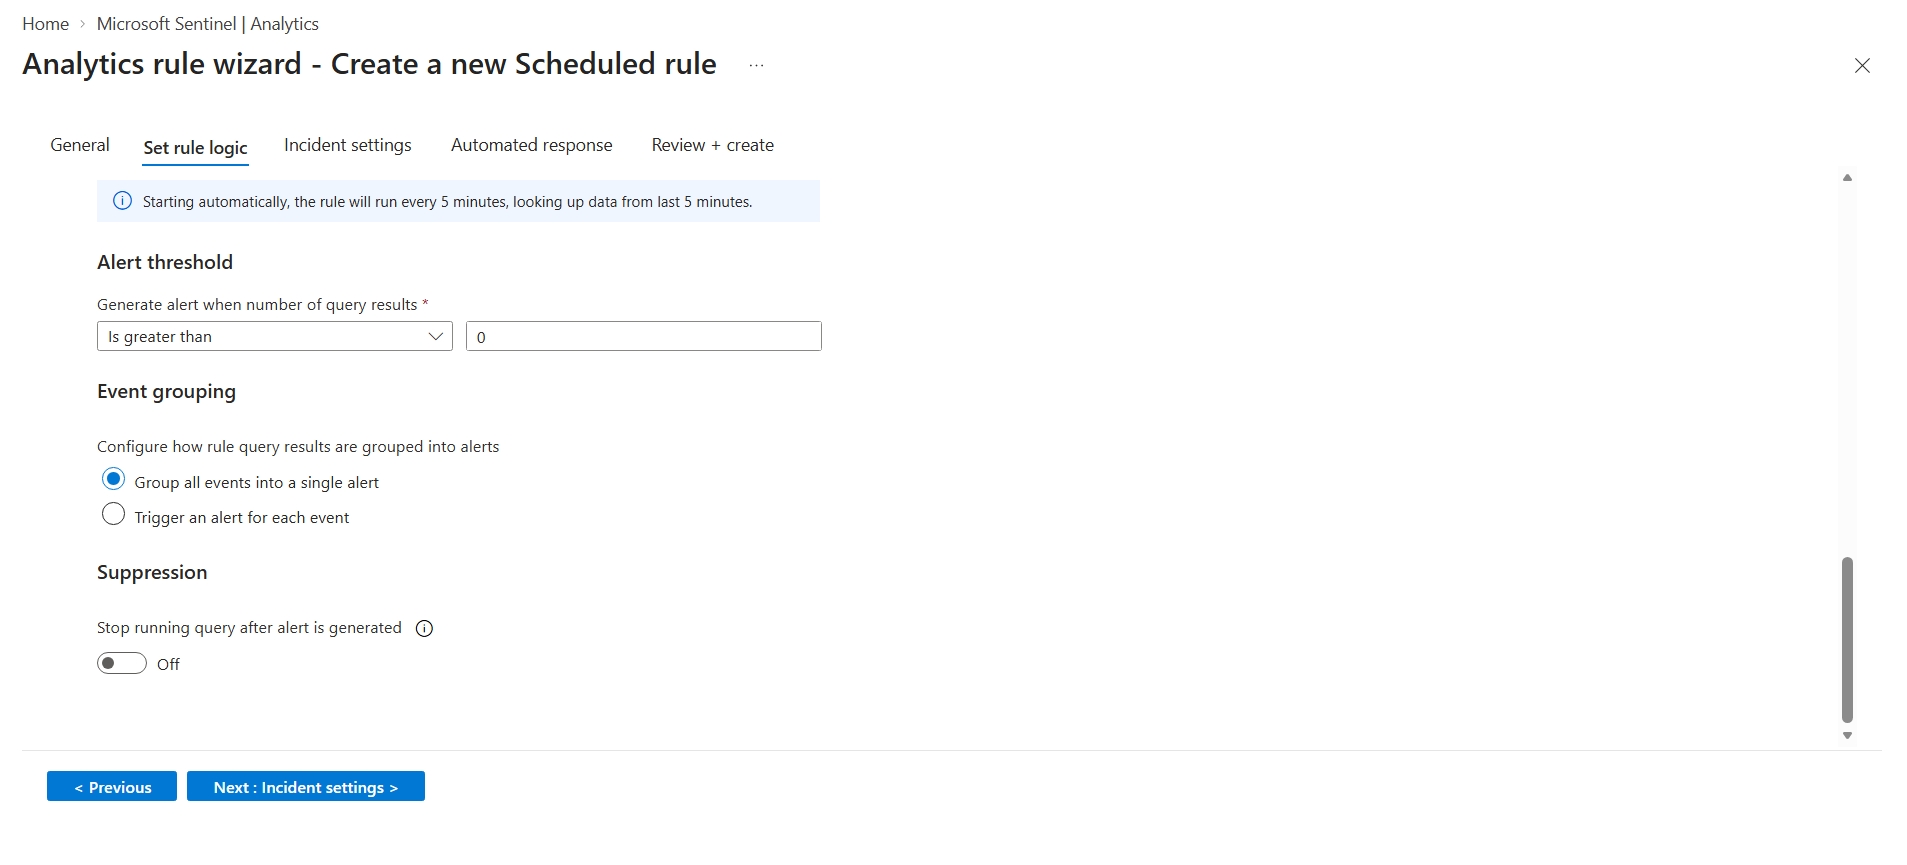 Home > Microsoft Sentinel | Analytics
Analytics rule wizard - Create a new Scheduled rule ...
General Set rule logic Incident settings Automated response Review + create
Starting automatically, the rule will run every 5 minutes, looking up data from last 5 minutes.
Alert threshold
Generate alert when number of query results *
Is greater than 0
Event grouping
Configure how rule query results are grouped into alerts
Group all events into a single alert
Trigger an alert for each event
Suppression
Stop running query after alert is generated
Off
< Previous Next : Incident settings >